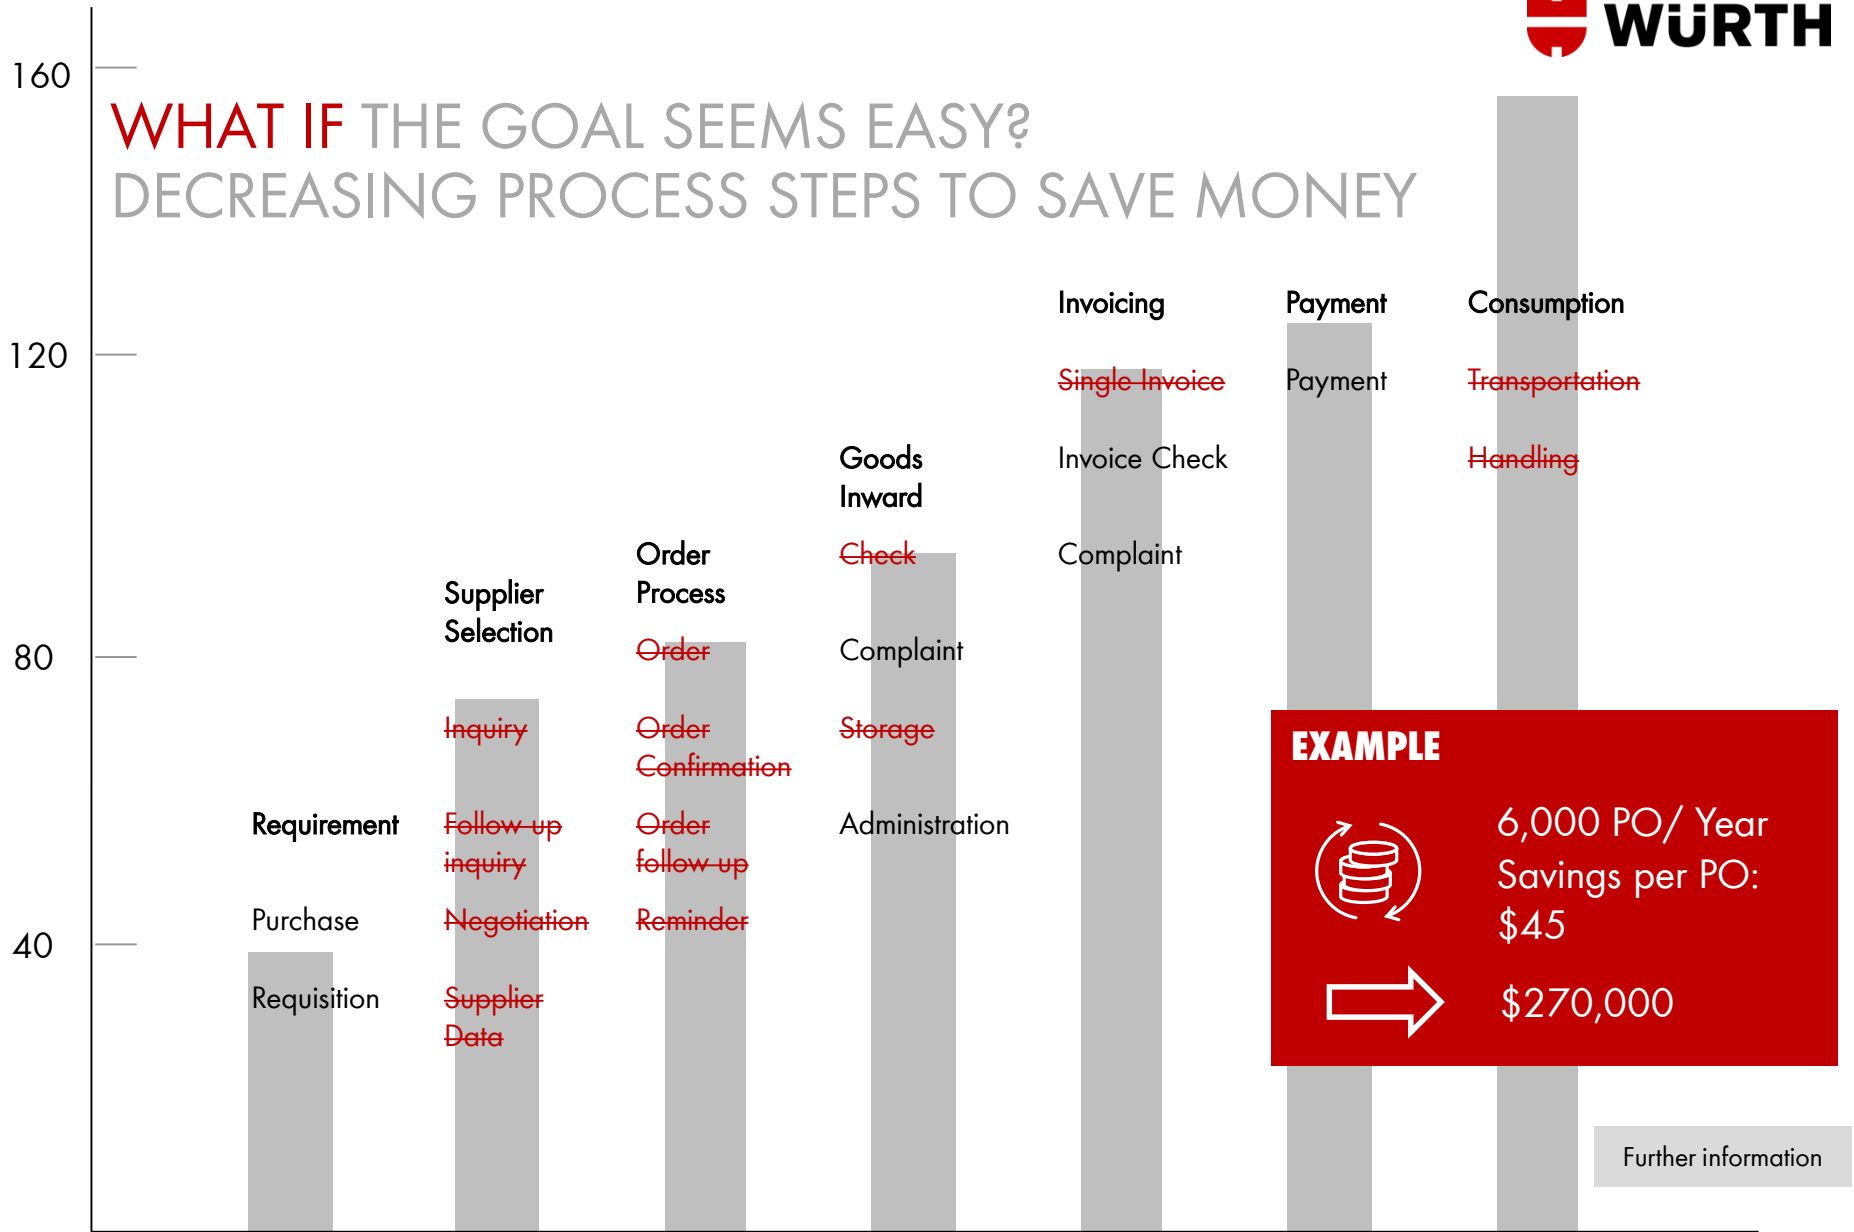 WÜRTH
160
WHAT IF THE GOAL SEEMS EASY?
DECREASING PROCESS STEPS TO SAVE MONEY
120
80
40
Requirement
Purchase
Requisition
Supplier
Selection
Inquiry
Follow up
inquiry
Negotiation
Supplier
Data
Order
Process
Order
Order
Confirmation
Order
follow up
Reminder
Goods
Inward
Check
Complaint
Storage
Administration
Invoicing
Single Invoice
Invoice Check
Complaint
Payment
Payment
Consumption
Transportation
Handling
EXAMPLE
6,000 PO/ Year
Savings per PO:
$45
$270,000
Further information